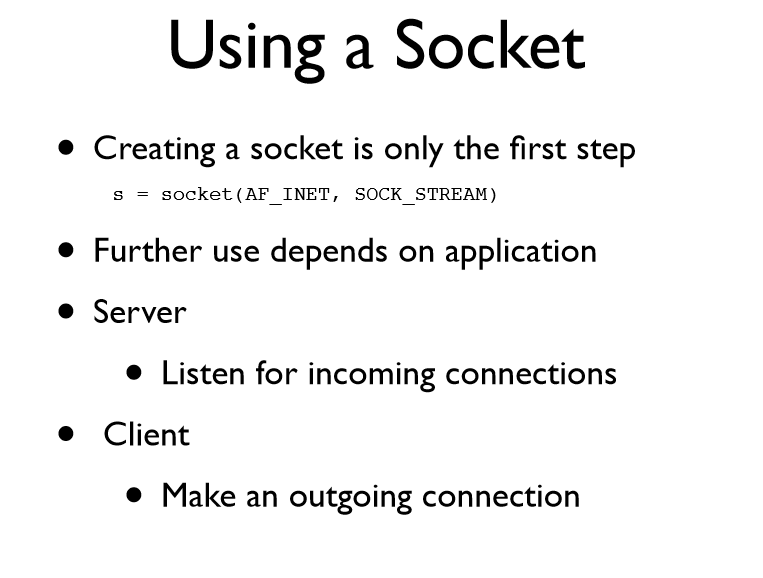 Using a Socket
• Creating a socket is only the first step
s = socket(AF_INET, SOCK_STREAM)
• Further use depends on application
• Server
• Listen for incoming connections
• Client
• Make an outgoing connection